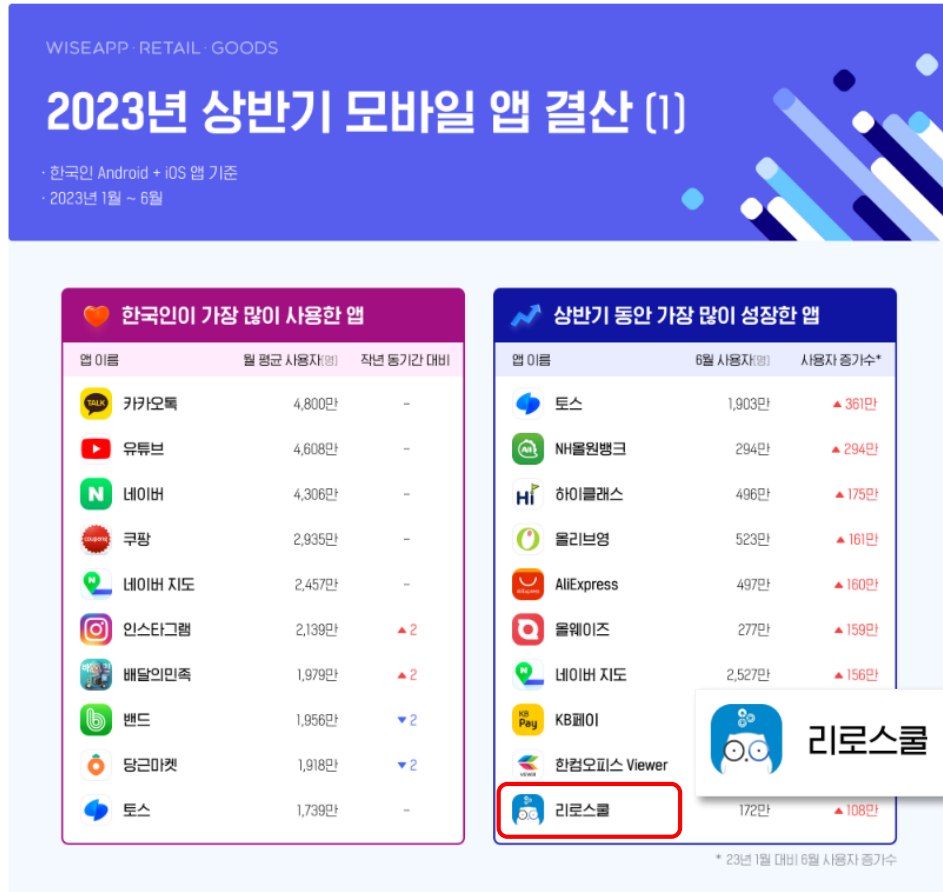 WISEAPP·RETAIL·GOODS
2023년 상반기 모바일 앱 결산 (1)
· 한국인 Android + iOS 앱 기준
· 2023년 1월 ~ 6월
한국인이 가장 많이 사용한 앱
앱 이름 월 평균 사용자(명) 작년 동기간 대비
TALK 카카오톡 4,800만 -
유튜브 4,608만 -
N 네이버 4,306만 -
coupang 쿠팡 2,935만 -
N 네이버 지도 2,457만 -
인스타그램 2,139만 ▲2
배달의민족 1,979만 ▲2
밴드 1,956만 ▼2
당근마켓 1,918만 ▼2
토스 1,739만 -
상반기 동안 가장 많이 성장한 앱
앱 이름 6월 사용자(명) 사용자 증가수*
토스 1,903만 ▲361만
NH NH올원뱅크 294만 ▲294만
Hi 하이클래스 496만 ▲175만
올리브영 523만 ▲161만
AliExpress AliExpress 497만 ▲160만
올웨이즈 277만 ▲159만
N 네이버 지도 2,527만 ▲156만
KB Pay KB페이
VIEWER 한컴오피스 Viewer
리로스쿨
리로스쿨 172만 ▲108만
* 23년 1월 대비 6월 사용자 증가수